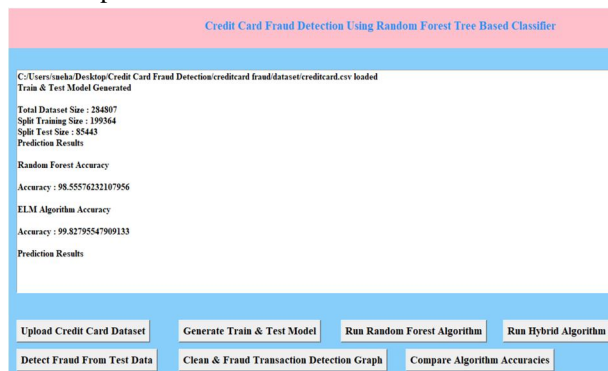 Credit Card Fraud Detection Using Random Forest Tree Based Classifier
C:/Users/sneha/Desktop/Credit Card Fraud Detection/creditcard fraud/dataset/creditcard.csv loaded
Train & Test Model Generated
Total Dataset Size : 284807
Split Training Size : 199364
Split Test Size : 85443
Prediction Results
Random Forest Accuracy
Accuracy : 98.55576232107956
ELM Algorithm Accuracy
Accuracy : 99.82795547909133
Prediction Results
Upload Credit Card Dataset Generate Train & Test Model Run Random Forest Algorithm Run Hybrid Algorithm
Detect Fraud From Test Data Clean & Fraud Transaction Detection Graph Compare Algorithm Accuracies